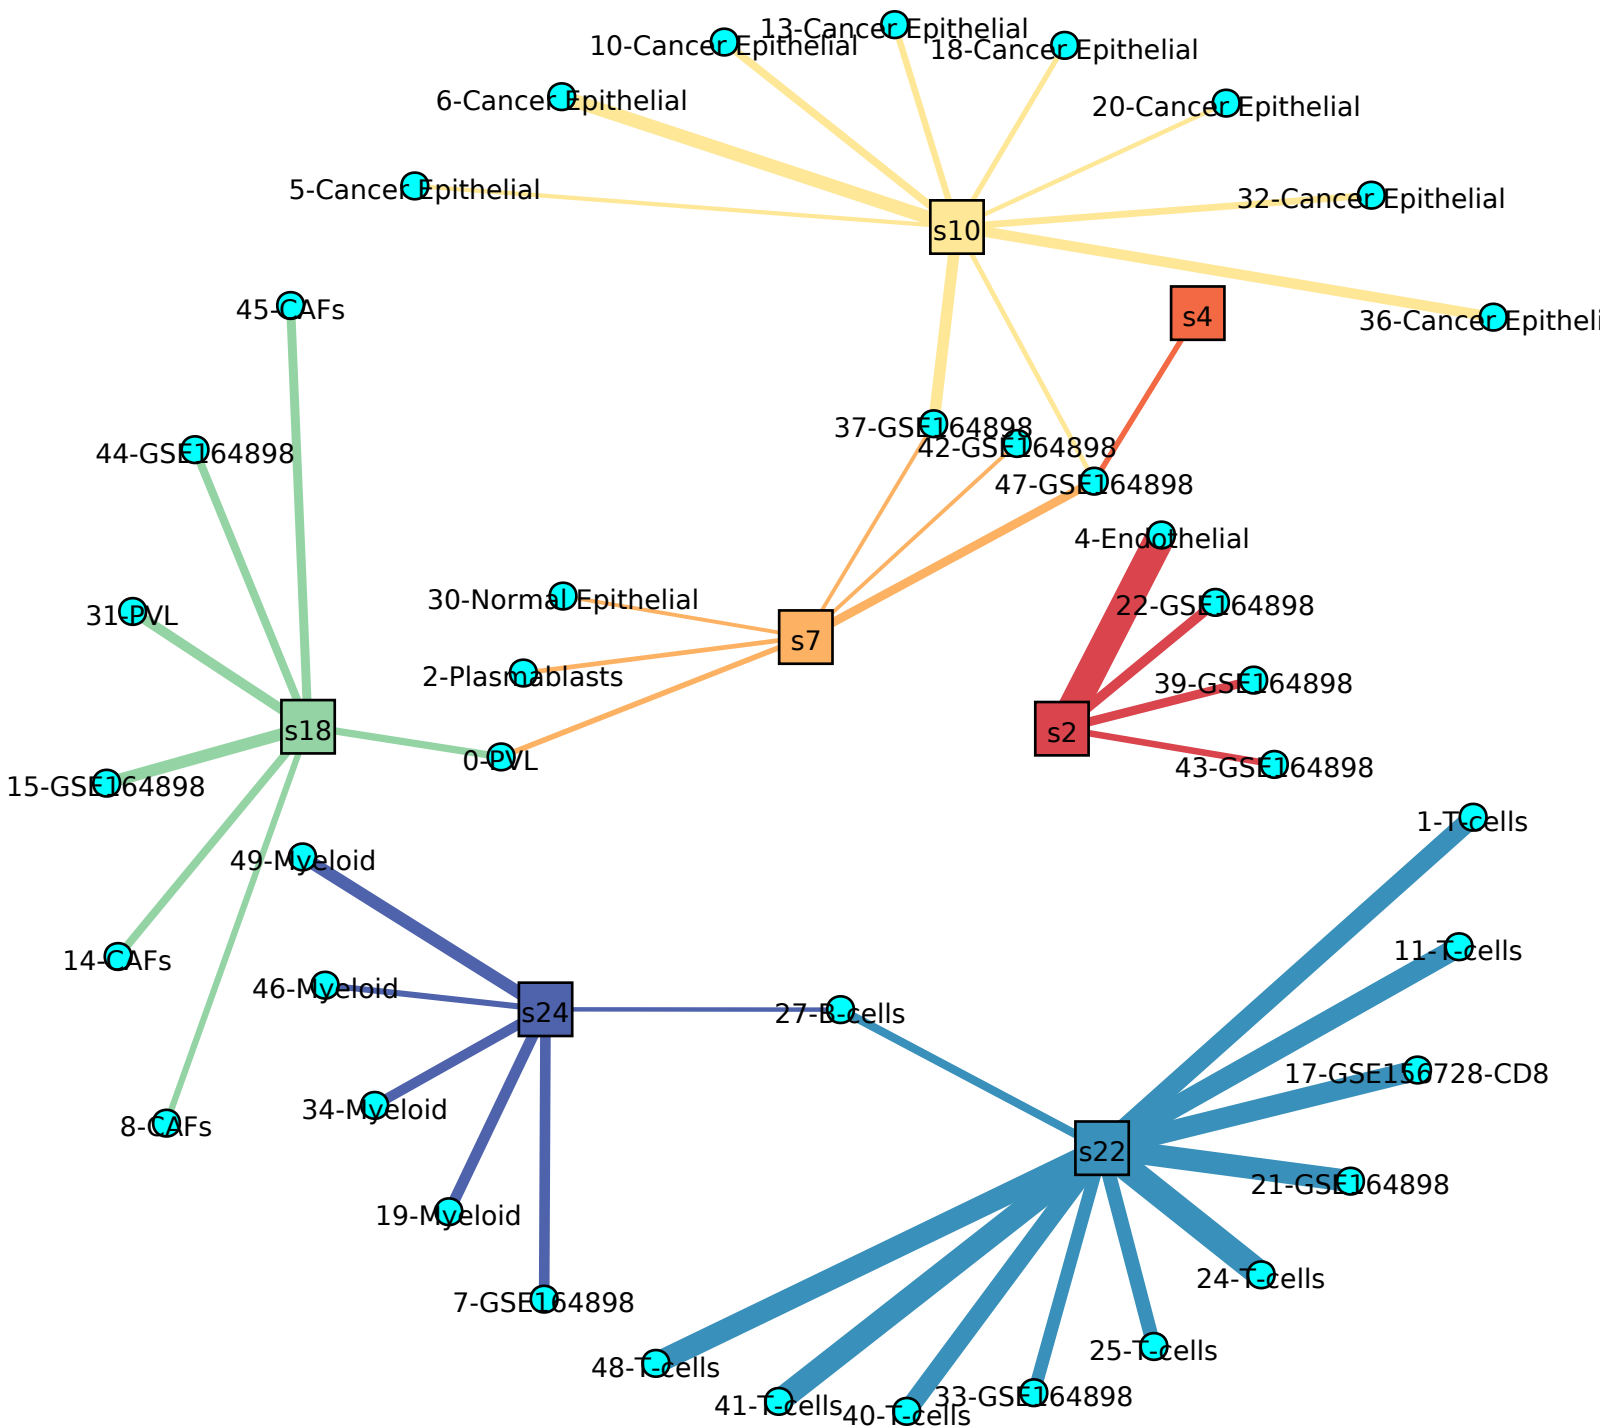 13-Cancer Epithelial
10-Cancer Epithelial
18-Cancer Epithelial
6-Cancer Epithelial
20-Cancer Epithelial
5-Cancer Epithelial
32-Cancer Epithelial
s10
45-CAFs
s4
36-Cancer Epitheli
37-GSE164898
42-GSE164898
44-GSE164898
47-GSE164898
4-Endothelial
30-Normal Epithelial
22-GSE164898
31-PVL
s7
2-Plasmablasts
39-GSE164898
s18
s2
0-PVL
43-GSE164898
15-GSE164898
1-T-cells
49-Myeloid
11-T-cells
14-CAFs
46-Myeloid
s24
27-B-cells
17-GSE156728-CD8
34-Myeloid
8-CAFs
s22
21-GSE164898
19-Myeloid
24-T-cells
7-GSE164898
25-T-cells
48-T-cells
33-GSE164898
41-T-cells
40-T-cells